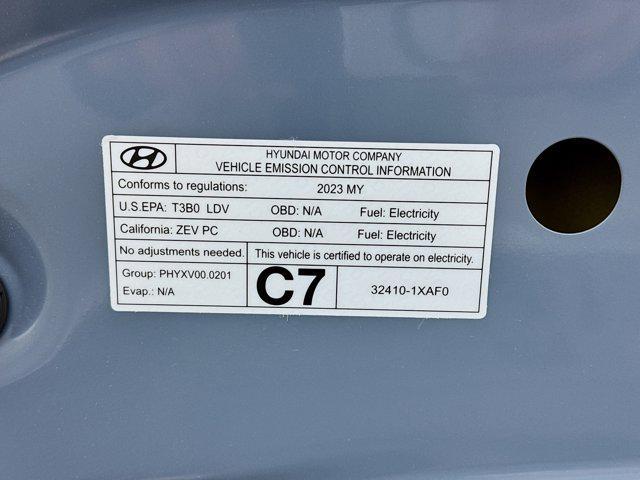 HYUNDAI MOTOR COMPANY
VEHICLE EMISSION CONTROL INFORMATION
Conforms to regulations: 2023 MY
U.S.EPA: T3B0 LDV OBD: N/A Fuel: Electricity
California: ZEV PC OBD: N/A Fuel: Electricity
No adjustments needed. This vehicle is certified to operate on electricity.
Group: PHYXV00.0201
Evap.: N/A
C7
32410-1XAF0